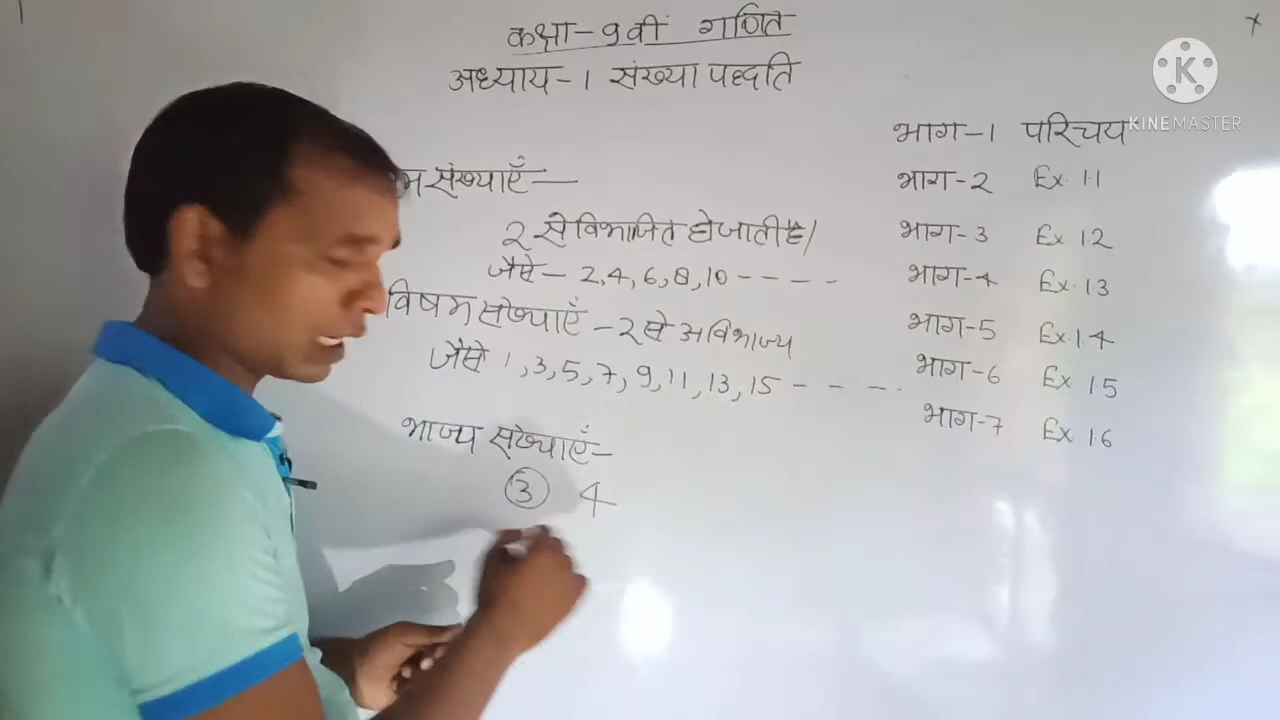 कक्षा-9वीं गणित
अध्याय-1 संख्या पद्धति
संख्याएँ-
2 से विभाजित हो जाती है।
जैसे- 2,4,6,8,10 - - - -
विषम संख्याएँ - 2 से अविभाज्य
जैसे 1,3,5,7,9,11,13,15 - - - .
भाज्य संख्याएँ-
3 4
भाग-1 परिचय
भाग-2 Ex. 1.1
भाग-3 Ex. 1.2
भाग-4 Ex. 1.3
भाग-5 Ex. 1.4
भाग-6 Ex 1.5
भाग-7 Ex. 1.6
K
KINEMASTER